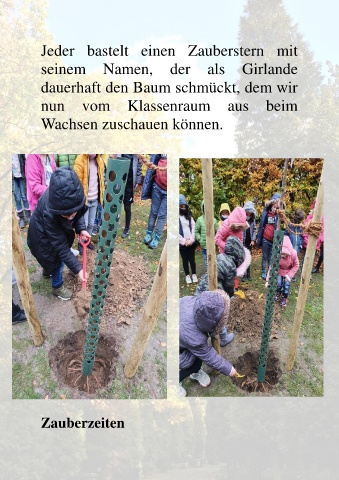 Jeder bastelt einen Zauberstern mit
seinem Namen, der als Girlande
dauerhaft den Baum schmückt, dem wir
nun vom Klassenraum aus beim
Wachsen zuschauen können.
Zauberzeiten